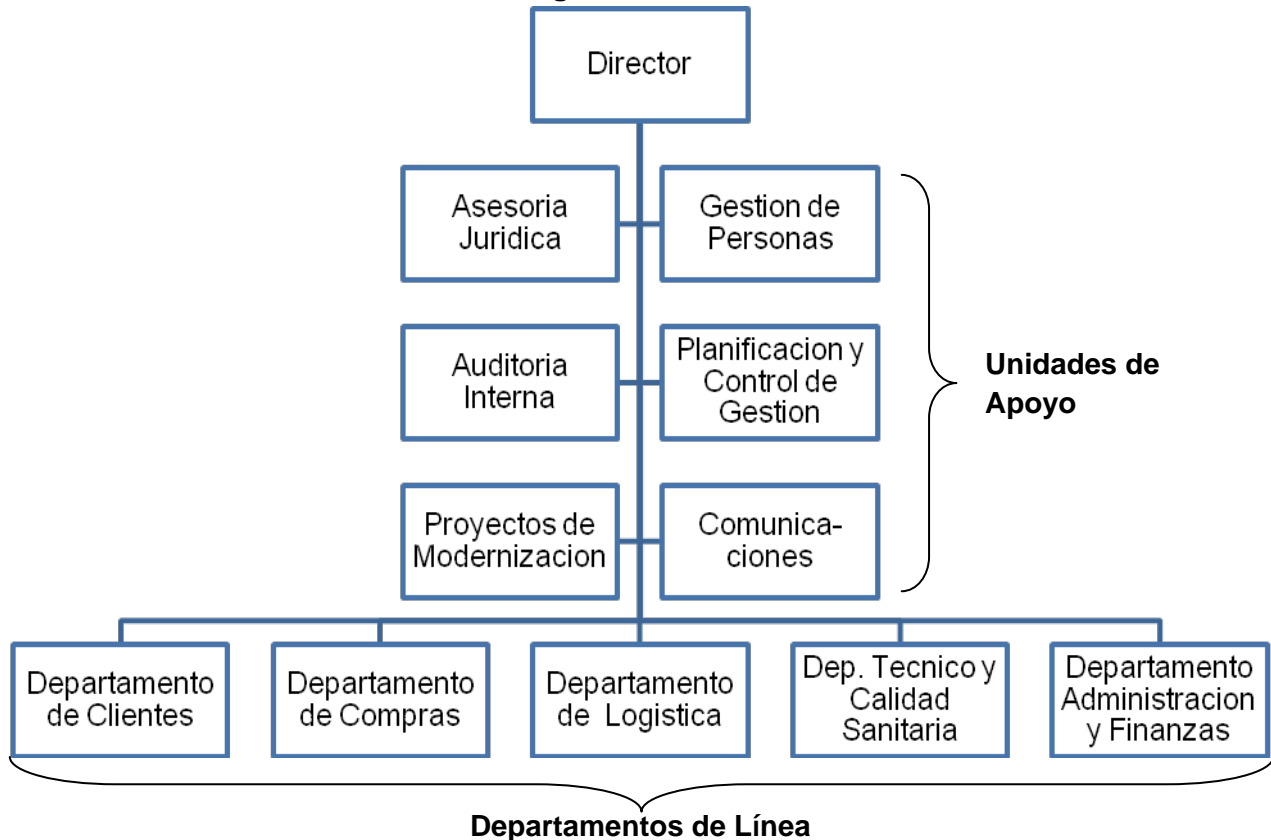 Director
Asesoria
Juridica
Gestion de
Personas
Auditoria
Interna
Planificacion y
Control de
Gestion
Unidades de
Apoyo
Proyectos de
Modernizacion
Comunica-
ciones
Departamento
de Clientes
Departamento
de Compras
Departamento
de Logistica
Dep. Tecnico y
Calidad
Sanitaria
Departamento
Administracion
y Finanzas
Departamentos de Línea